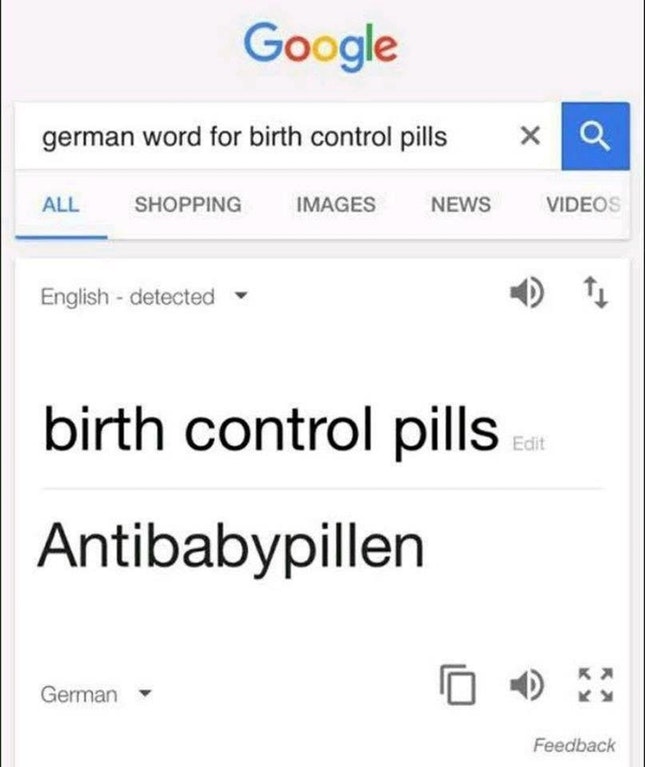 Google
german word for birth control pills
ALL SHOPPING IMAGES NEWS VIDEOS
English - detected
birth control pills Edit
Antibabypillen
German
Feedback